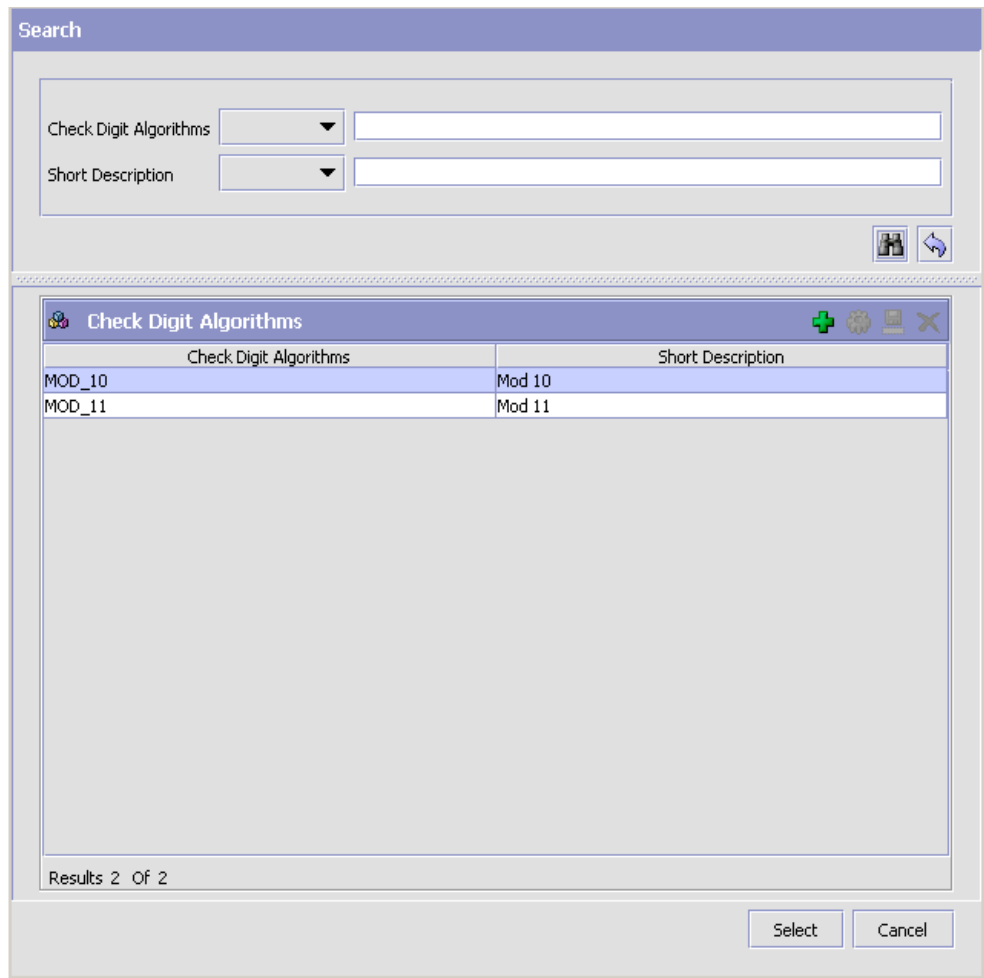 Search
Check Digit Algorithms
Short Description
Check Digit Algorithms
Check Digit Algorithms Short Description
MOD_10 Mod 10
MOD_11 Mod 11
Results 2 Of 2
Select Cancel